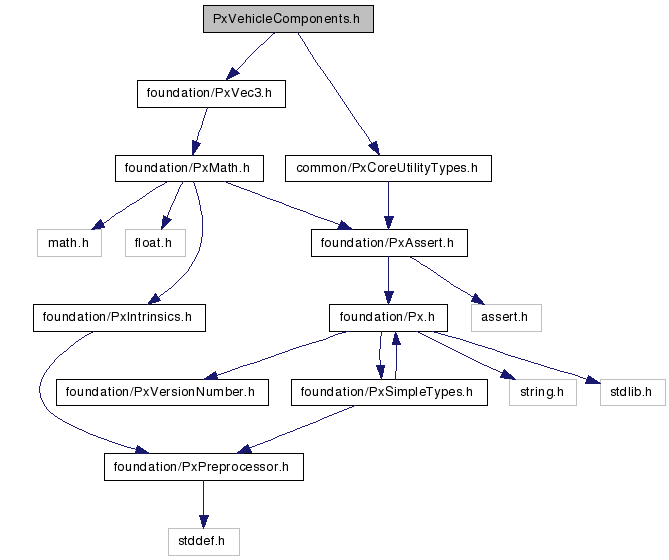 PxVehicleComponents.h
foundation/PxVec3.h
foundation/PxMath.h
common/PxCoreUtilityTypes.h
math.h
float.h
foundation/PxAssert.h
foundation/PxIntrinsics.h
foundation/Px.h
assert.h
foundation/PxVersionNumber.h
foundation/PxSimpleTypes.h
string.h
stdlib.h
foundation/PxPreprocessor.h
stddef.h